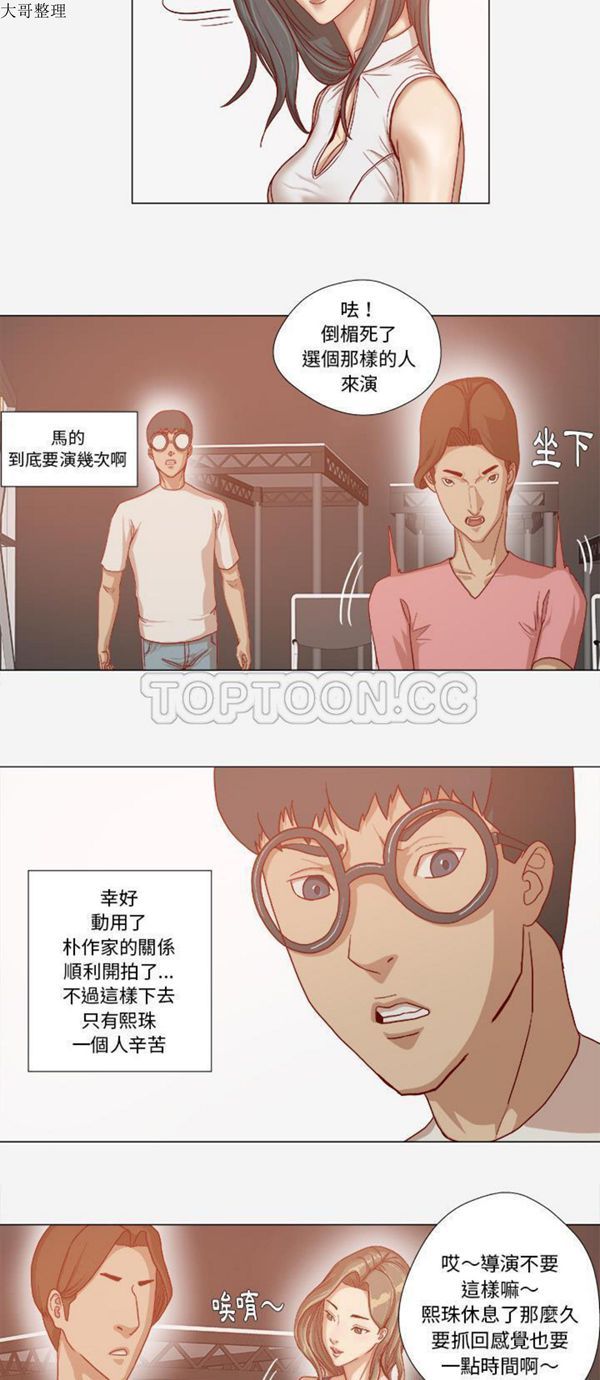 大哥整理
呿！
倒楣死了
選個那樣的人
來演
馬的
到底要演幾次啊
坐下
TOPTOON.CC
幸好
動用了
朴作家的關係
順利開拍了...
不過這樣下去
只有熙珠
一個人辛苦
唉唷～
哎～導演不要
這樣嘛～
熙珠休息了那麼久
要抓回感覺也要
一點時間啊～